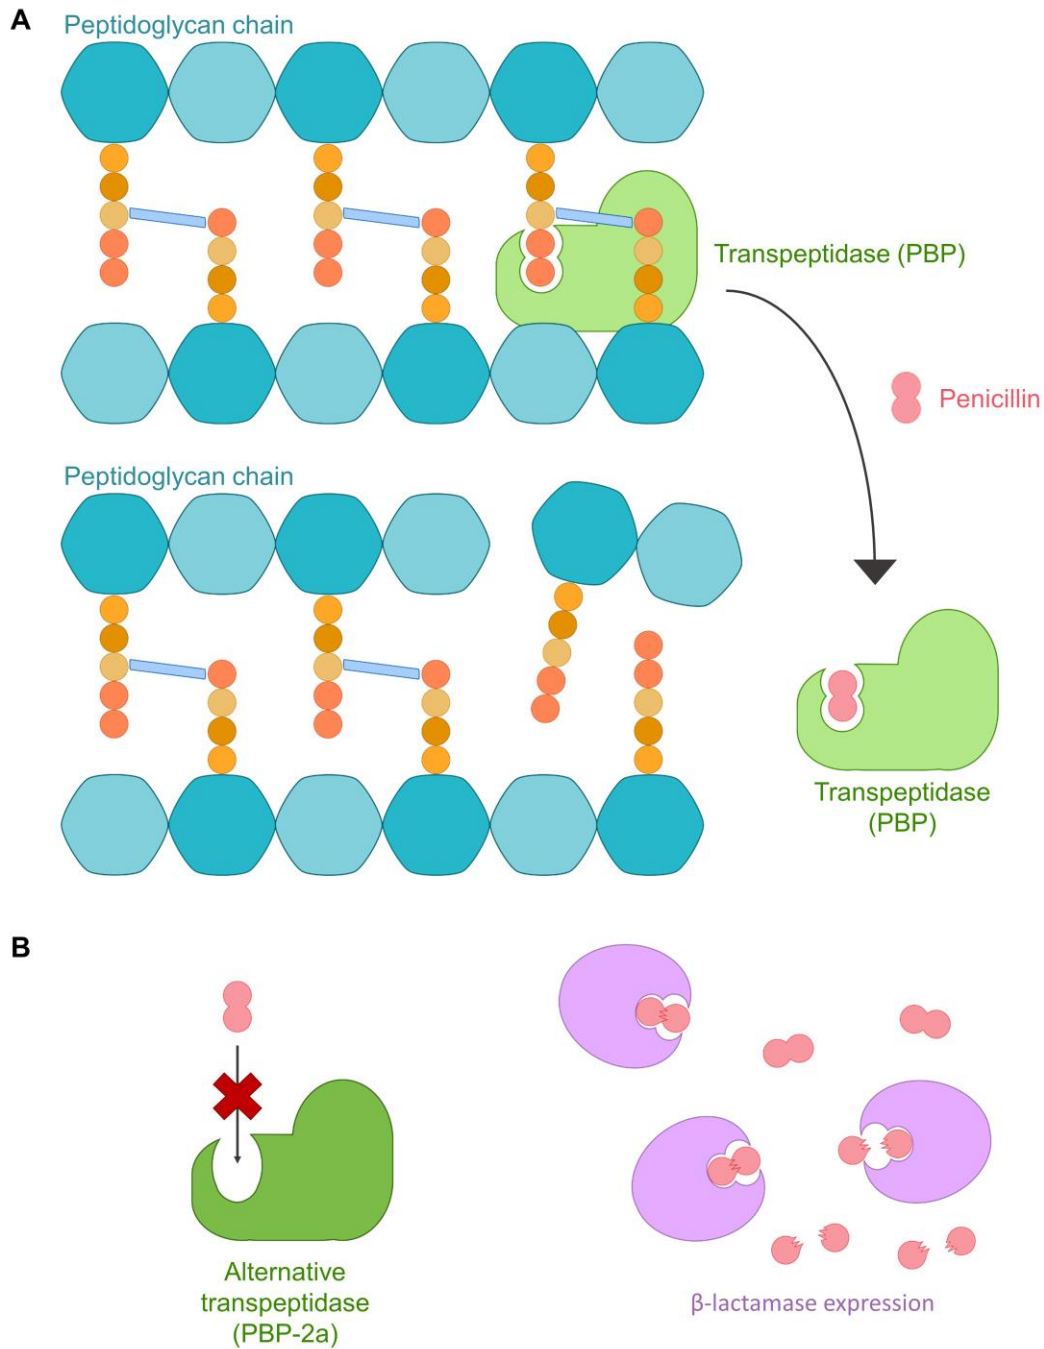 A
Peptidoglycan chain
Transpeptidase (PBP)
Penicillin
Peptidoglycan chain
Transpeptidase
(PBP)
B
Alternative
transpeptidase
(PBP-2a)
β-lactamase expression